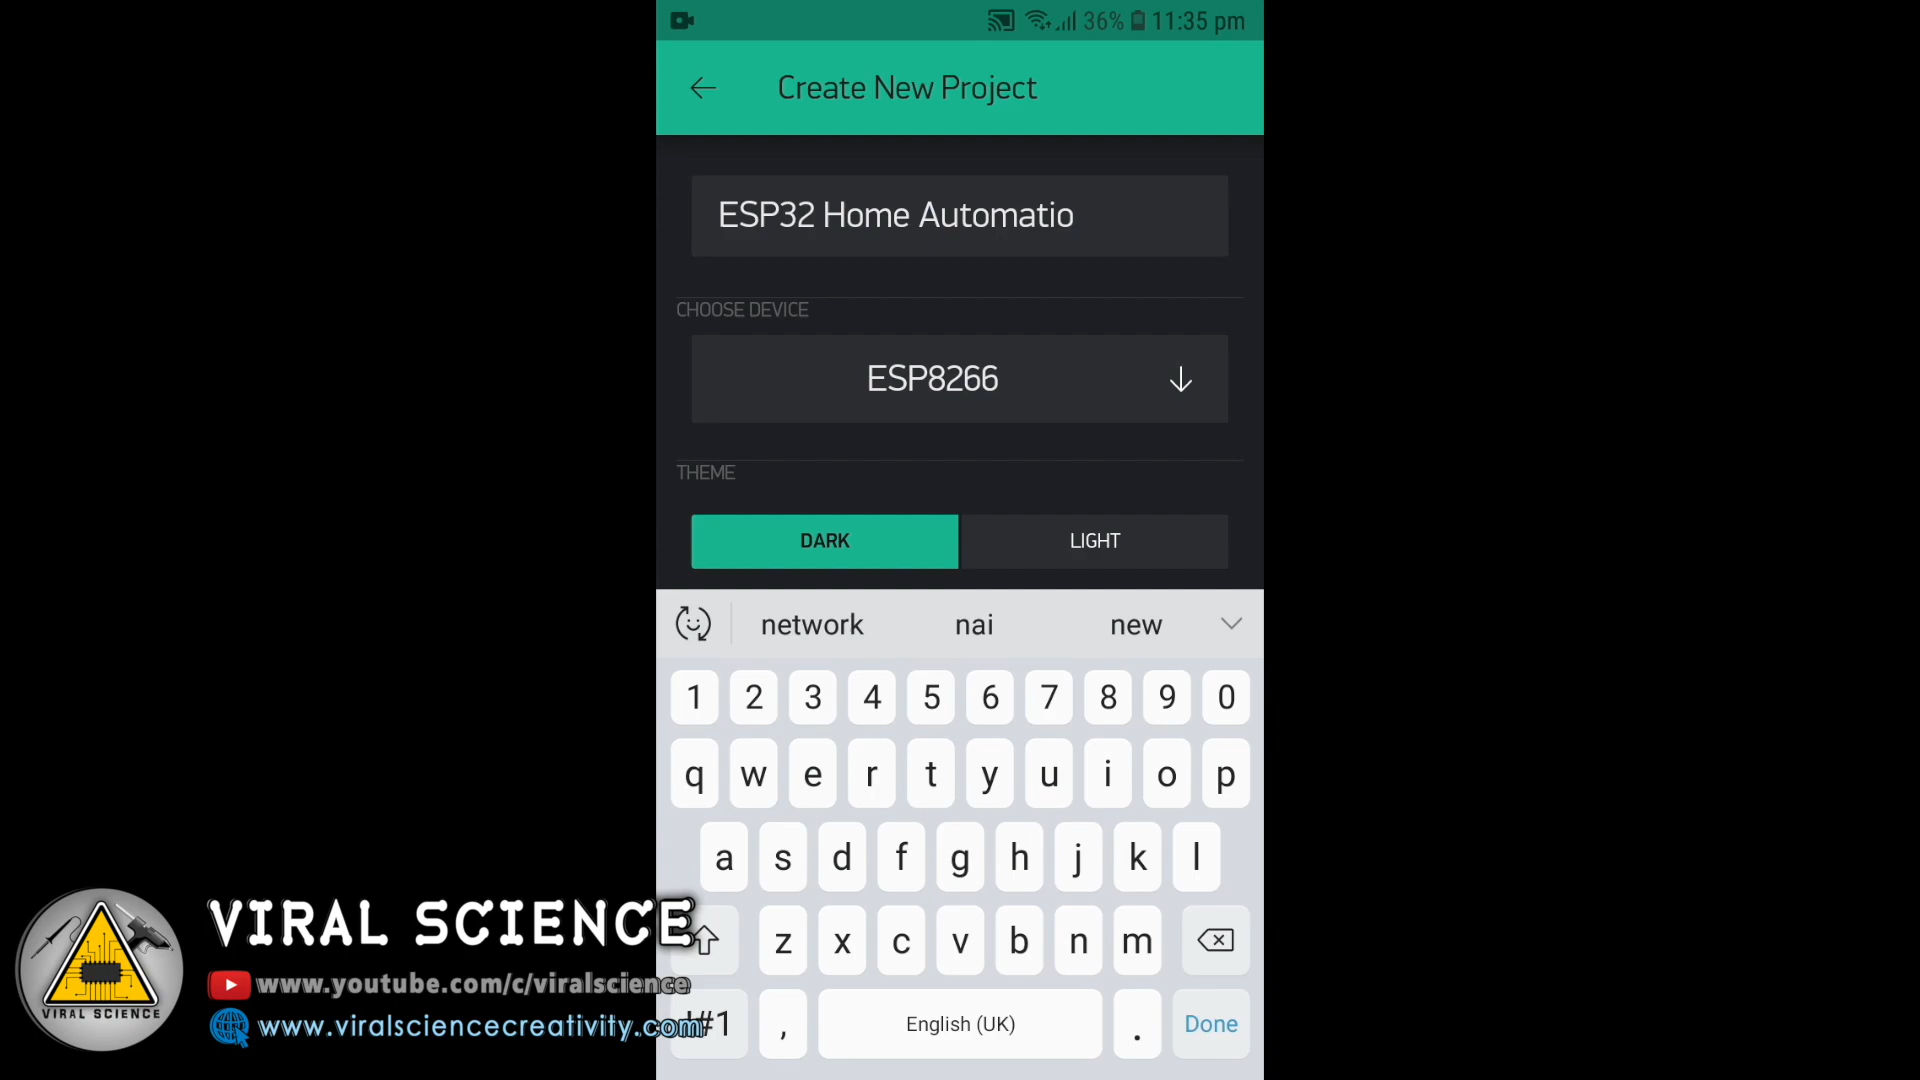 36% 11:35 pm
Create New Project
ESP32 Home Automatio
CHOOSE DEVICE
ESP8266
THEME
DARK LIGHT
network nai new
1 2 3 4 5 6 7 8 9 0
q w e r t y u i o p
a s d f g h j k l
z x c v b n m
!#1 , English (UK) . Done
VIRAL SCIENCE
www.youtube.com/c/viralscience
www.viralsciencecreativity.com
VIRAL SCIENCE